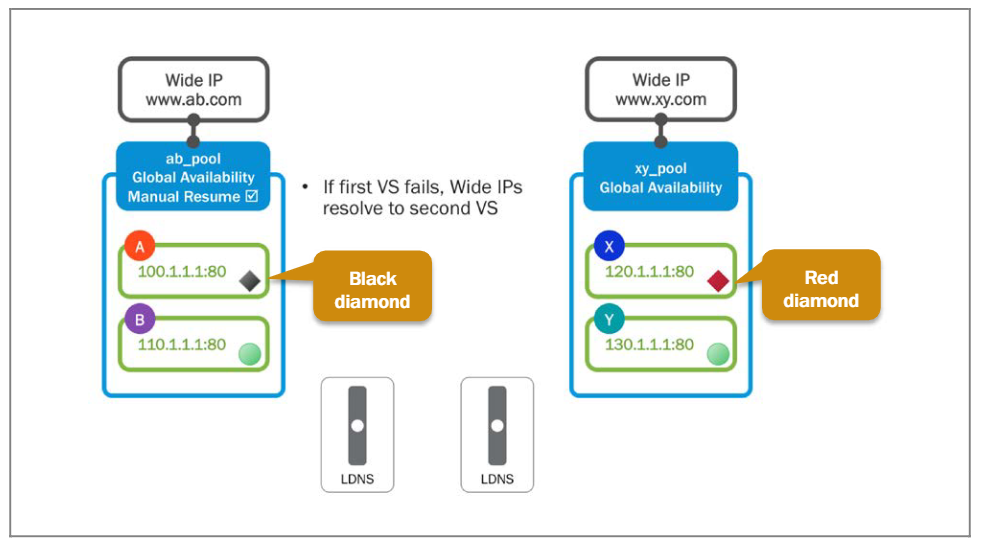 Wide IP
www.ab.com
ab_pool
Global Availability
Manual Resume ☑
A
100.1.1.1:80
B
110.1.1.1:80
• If first VS fails, Wide IPs
resolve to second VS
Black
diamond
LDNS
LDNS
Wide IP
www.xy.com
xy_pool
Global Availability
X
120.1.1.1:80
Y
130.1.1.1:80
Red
diamond